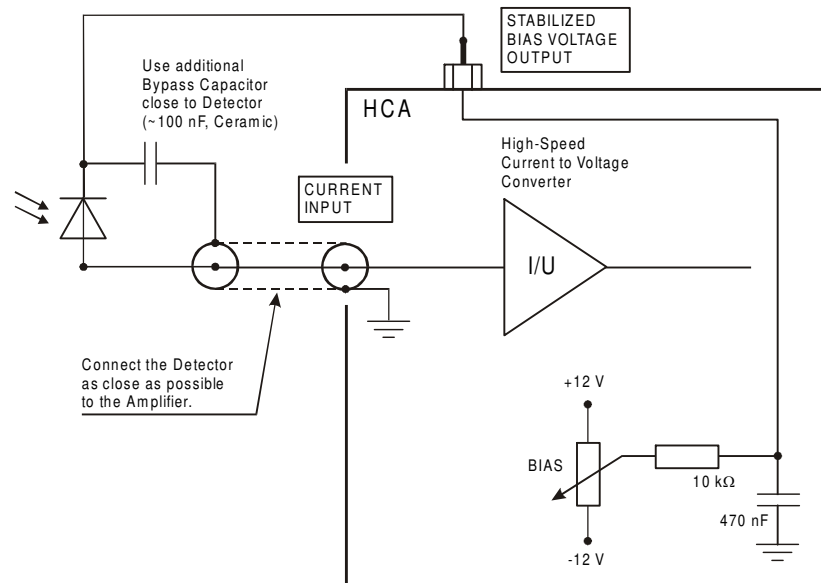 STABILIZED
BIAS VOLTAGE
OUTPUT
Use additional
Bypass Capacitor
close to Detector
(~100 nF, Ceramic)
HCA
High-Speed
Current to Voltage
Converter
CURRENT
INPUT
I/U
Connect the Detector
as close as possible
to the Amplifier.
+12 V
BIAS
10 kΩ
470 nF
-12 V